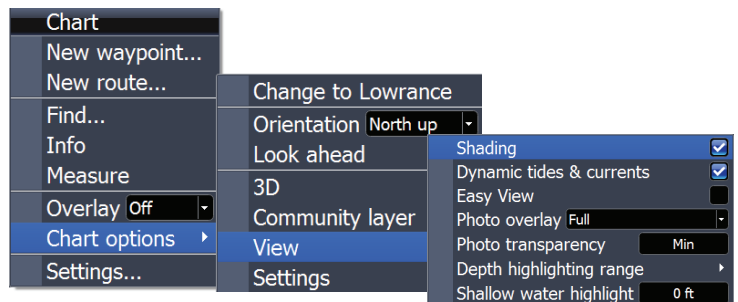 Chart
New waypoint...
New route...
Find...
Info
Measure
Overlay Off
Chart options
Settings...
Change to Lowrance
Orientation North up
Look ahead
3D
Community layer
View
Settings
Shading
Dynamic tides & currents
Easy View
Photo overlay Full
Photo transparency Min
Depth highlighting range
Shallow water highlight 0 ft